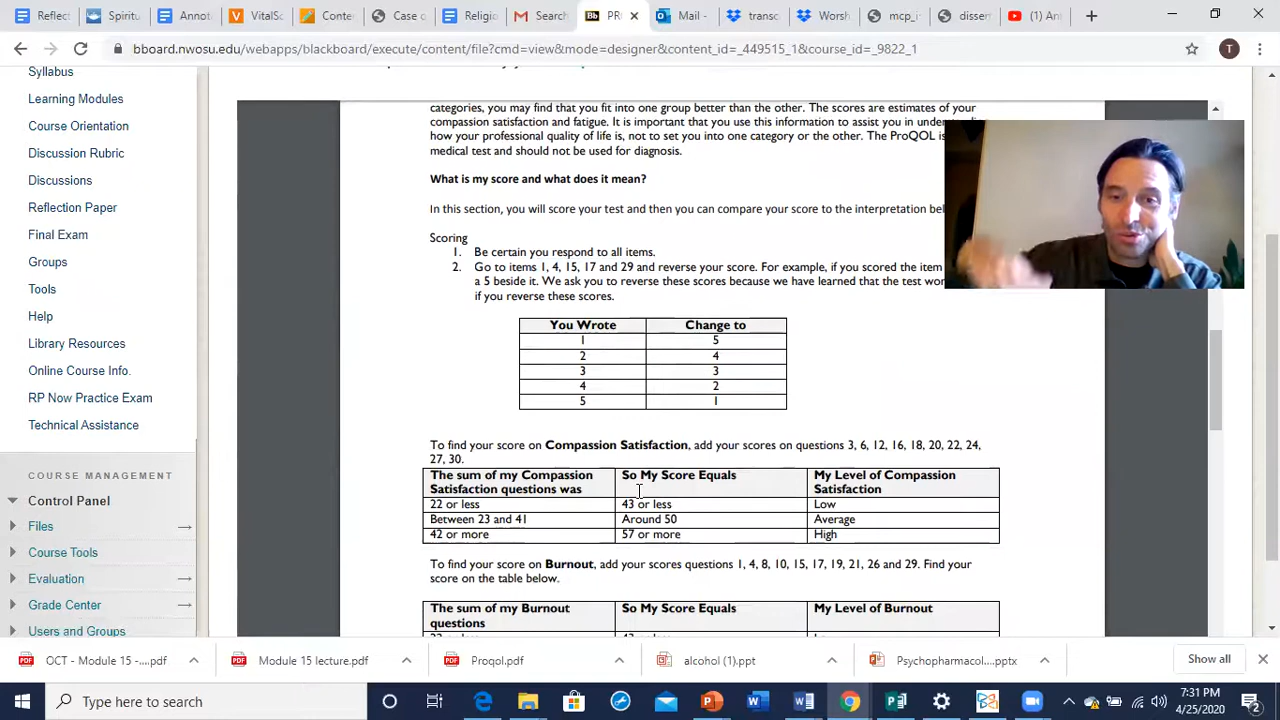 Reflect
Spiritu
Annot
VitalSo
Conten
Case o
Religio
Search
Bb
PR
Mail -
transc
Worsh
mcp_i
dissern
(1) An
bboard.nwosu.edu/webapps/blackboard/execute/content/file?cmd=view&mode=designer&content_id=_449515_1&course_id=_9822_1
T
Syllabus
Learning Modules
Course Orientation
Discussion Rubric
Discussions
Reflection Paper
Final Exam
Groups
Tools
Help
Library Resources
Online Course Info.
RP Now Practice Exam
Technical Assistance
COURSE MANAGEMENT
Control Panel
Files
Course Tools
Evaluation
Grade Center
Users and Groups
categories, you may find that you fit into one group better than the other. The scores are estimates of your
compassion satisfaction and fatigue. It is important that you use this information to assist you in understandi
how your professional quality of life is, not to set you into one category or the other. The ProQOL is
medical test and should not be used for diagnosis.
What is my score and what does it mean?
In this section, you will score your test and then you can compare your score to the interpretation bel
Scoring
1. Be certain you respond to all items.
2. Go to items 1, 4, 15, 17 and 29 and reverse your score. For example, if you scored the item
a 5 beside it. We ask you to reverse these scores because we have learned that the test wor
if you reverse these scores.
You Wrote Change to
1 5
2 4
3 3
4 2
5 1
To find your score on Compassion Satisfaction, add your scores on questions 3, 6, 12, 16, 18, 20, 22, 24,
27, 30.
The sum of my Compassion So My Score Equals My Level of Compassion
Satisfaction questions was Satisfaction
22 or less 43 or less Low
Between 23 and 41 Around 50 Average
42 or more 57 or more High
To find your score on Burnout, add your scores questions 1, 4, 8, 10, 15, 17, 19, 21, 26 and 29. Find your
score on the table below.
The sum of my Burnout So My Score Equals My Level of Burnout
questions
OCT - Module 15 -....pdf
Module 15 lecture.pdf
Proqol.pdf
alcohol (1).ppt
Psychopharmacol....pptx
Show all
Type here to search
7:31 PM
4/25/2020
2